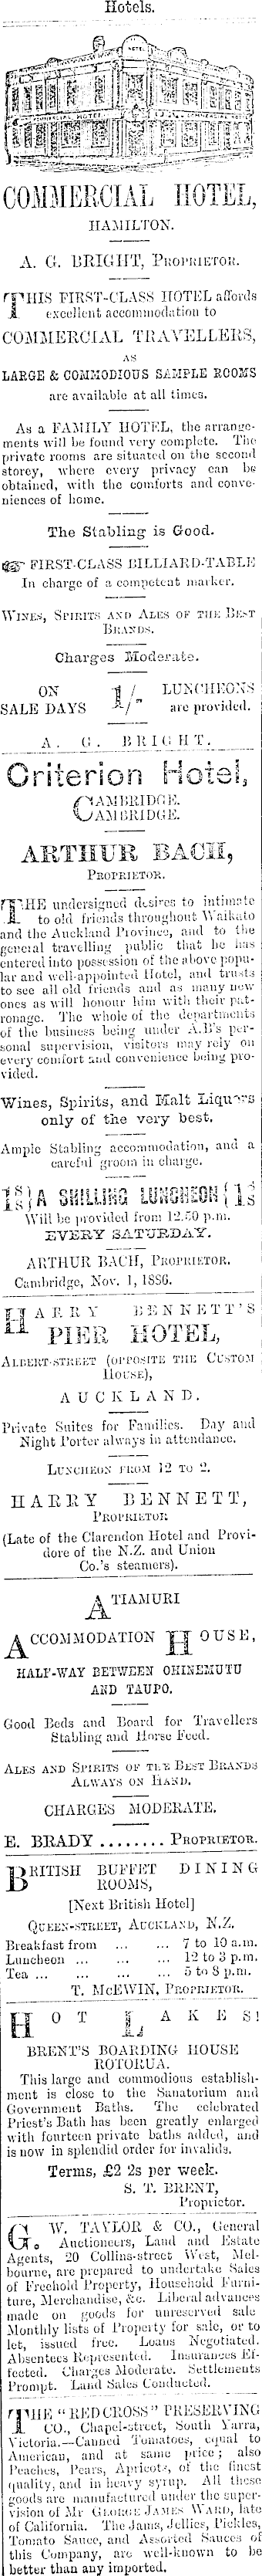 Hotels.
COMMERCIAL HOTEL,
HAMILTON.
A. G. BRIGHT, PROPRIETOR.
THIS FIRST-CLASS HOTEL affords
excellent accommodation to
COMMERCIAL TRAVELLERS,
AS
LARGE & COMMODIOUS SAMPLE ROOMS
are available at all times.
As a FAMILY HOTEL, the arrange-
ments will be found very complete. The
private rooms are situated on the second
storey, where every privacy can be
obtained, with the comforts and conve-
niences of home.
The Stabling is Good.
FIRST-CLASS BILLIARD-TABLE
In charge of a competent marker.
WINES, SPIRITS AND ALES OF THE BEST
BRANDS.
Charges Moderate.
ON SALE DAYS 1/- LUNCHEONS are provided.
A. G. BRIGHT.
Criterion Hotel,
CAMBRIDGE.
CAMBRIDGE.
ARTHUR BACH,
PROPRIETOR.
THE undersigned desires to intimate
to old friends throughout Waikato
and the Auckland Province, and to the
general travelling public that he has
entered into possession of the above popu-
lar and well-appointed Hotel, and trusts
to see all old friends and as many new
ones as will honour him with their pat-
ronage. The whole of the departments
of the business being under A.B's per-
sonal supervision, visitors may rely on
every comfort and convenience being pro-
vided.
Wines, Spirits, and Malt Liquors
only of the very best.
Ample Stabling accommodation, and a
careful groom in charge.
1s 1s } A SHILLING LUNCHEON { 1s 1s
Will be provided from 12.50 p.m.
EVERY SATURDAY.
ARTHUR BACH, PROPRIETOR.
Cambridge, Nov. 1, 1886.
HARRY BENNETT'S
PIER HOTEL,
ALBERT-STREET (OPPOSITE THE CUSTOM
HOUSE),
AUCKLAND.
Private Suites for Families. Day and
Night Porter always in attendance.
LUNCHEON FROM 12 TO 2.
HARRY BENNETT,
PROPRIETOR
(Late of the Clarendon Hotel and Provi-
dore of the N.Z. and Union
Co.'s steamers).
ATIAMURI
ACCOMMODATION HOUSE,
HALF-WAY BETWEEN OHINEMUTU
AND TAUPO.
Good Beds and Board for Travellers
Stabling and Horse Feed.
ALES AND SPIRITS OF THE BEST BRANDS
ALWAYS ON HAND.
CHARGES MODERATE.
E. BRADY ........ PROPRIETOR.
BRITISH BUFFET DINING
ROOMS,
[Next British Hotel]
QUEEN-STREET, AUCKLAND, N.Z.
Breakfast from ... ... 7 to 10 a.m.
Luncheon ... ... ... 12 to 3 p.m.
Tea ... ... ... ... 5 to 8 p.m.
T. McEWIN, PROPRIETOR.
HOT LAKES!
BRENT'S BOARDING HOUSE
ROTORUA.
This large and commodious establish-
ment is close to the Sanatorium and
Government Baths. The celebrated
Priest's Bath has been greatly enlarged
with fourteen private baths added, and
is now in splendid order for invalids.
Terms, £2 2s per week.
S. T. BRENT,
Proprietor.
G. W. TAYLOR & CO., General
Auctioneers, Land and Estate
Agents, 20 Collins-street West, Mel-
bourne, are prepared to undertake Sales
of Freehold Property, Household Furni-
ture, Merchandise, &c. Liberal advances
made on goods for unreserved sale
Monthly lists of Property for sale, or to
let, issued free. Loans Negotiated.
Absentees Represented. Insurances Ef-
fected. Charges Moderate. Settlements
Prompt. Land Sales Conducted.
THE "RED CROSS" PRESERVING
CO., Chapel-street, South Yarra,
Victoria.—Canned Tomatoes, equal to
American, and at same price; also
Peaches, Pears, Apricots, of the finest
quality, and in heavy syrup. All these
goods are manufactured under the super-
vision of Mr GEORGE JAMES WARD, late
of California. The Jams, Jellies, Pickles,
Tomato Sauce, and Assorted Sauces of
this Company, are well-known to be
better than any imported.